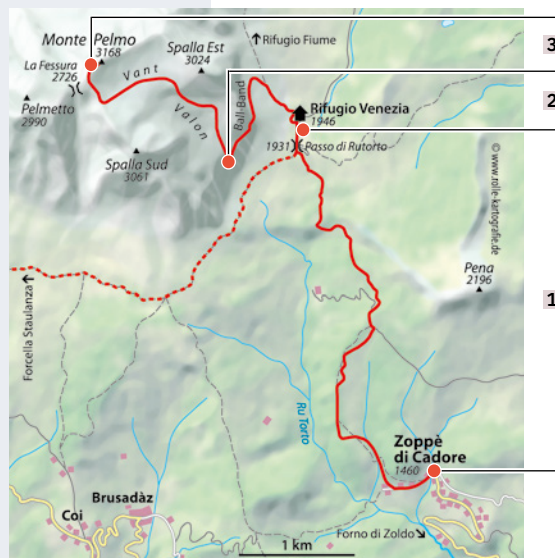 Monte Pelmo
3168
La Fessura
2726
Spalla Est
3024
Rifugio Fiume
3
Vant
Valon
Ball-Band
2
Pelmetto
2990
Rifugio Venezia
1946
1931
Passo di Rutorto
Spalla Sud
3061
© www.rolle-kartografie.de
Pena
2196
1
Forcella Staulanza
Ru Torto
Zoppè
di Cadore
1460
Brusadàz
Coi
Forno di Zoldo
1 km